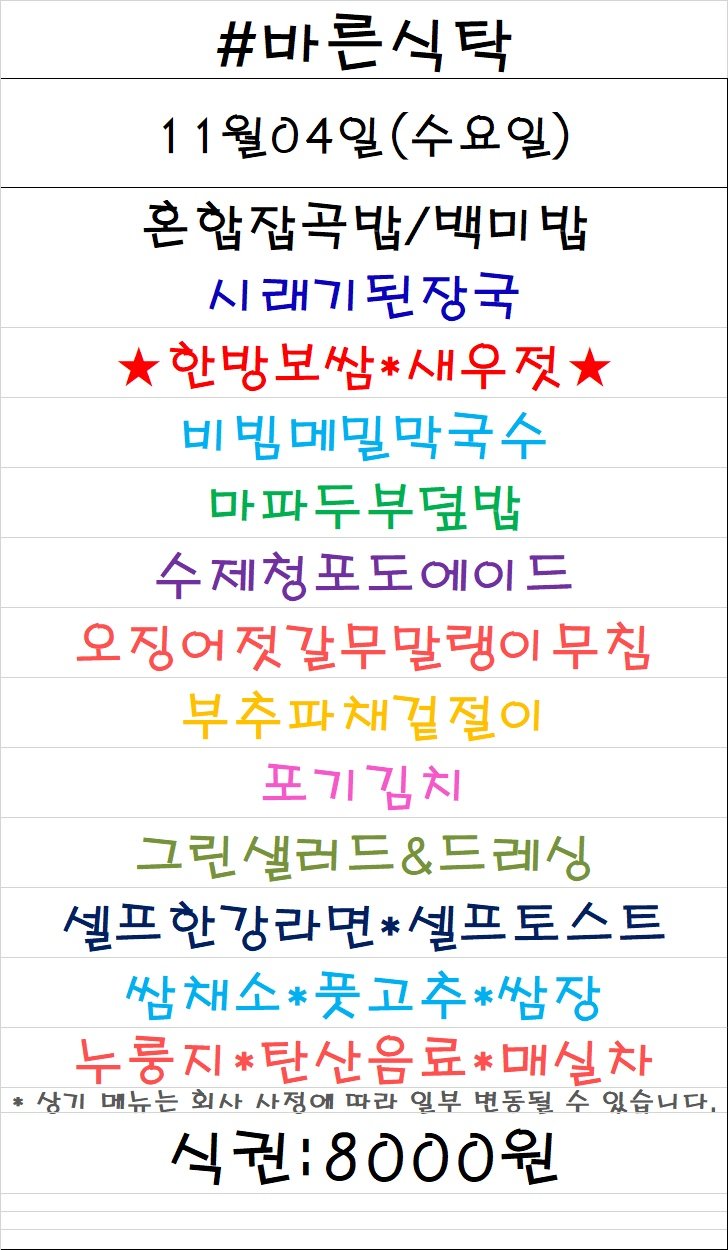 #바른식탁
11월04일(수요일)
혼합잡곡밥/백미밥
시래기된장국
★한방보쌈*새우젓★
비빔메밀막국수
마파두부덮밥
수제청포도에이드
오징어젓갈무말랭이무침
부추파채겉절이
포기김치
그린샐러드&드레싱
셀프한강라면*셀프토스트
쌈채소*풋고추*쌈장
누룽지*탄산음료*매실차
* 상기 메뉴는 회사 사정에 따라 일부 변동될 수 있습니다.
식권:8000원